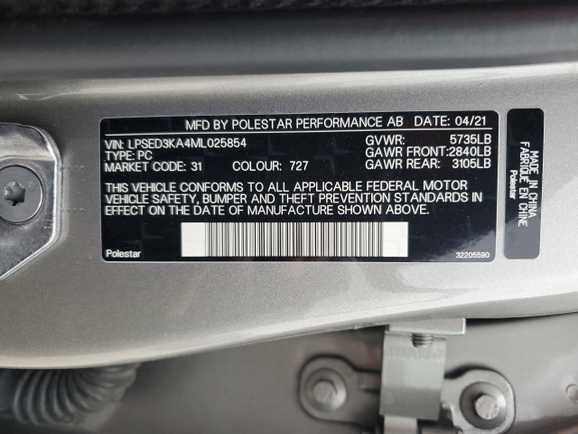 MFD BY POLESTAR PERFORMANCE AB DATE: 04/21
VIN: LPSED3KA4ML025854 GVWR: 5735LB
TYPE: PC GAWR FRONT: 2840LB
MARKET CODE: 31 COLOUR: 727 GAWR REAR: 3105LB
THIS VEHICLE CONFORMS TO ALL APPLICABLE FEDERAL MOTOR
VEHICLE SAFETY, BUMPER AND THEFT PREVENTION STANDARDS IN
EFFECT ON THE DATE OF MANUFACTURE SHOWN ABOVE.
Polestar 32205590
MADE IN CHINA
FABRIQUÉ EN CHINE
Polestar